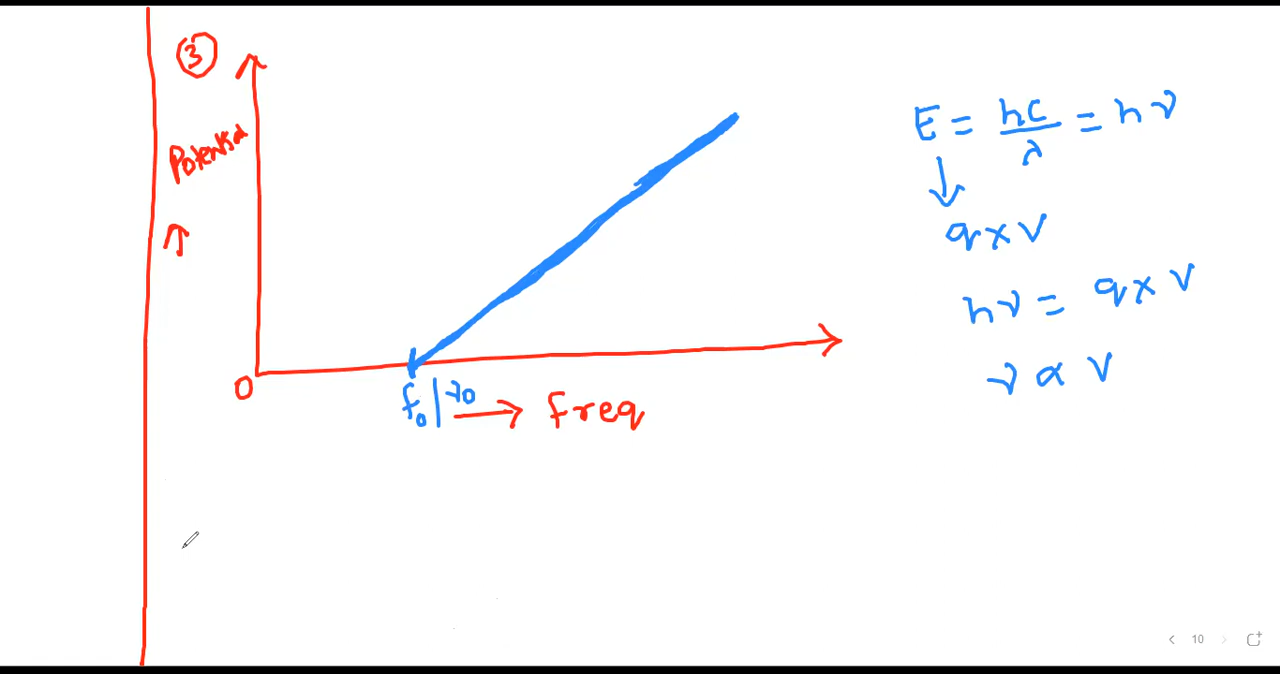 ③
Potential
↑
0
f₀ | ν₀
→ freq
E = hc/λ = hν
↓
q × V
hν = q × V
ν ∝ V
10